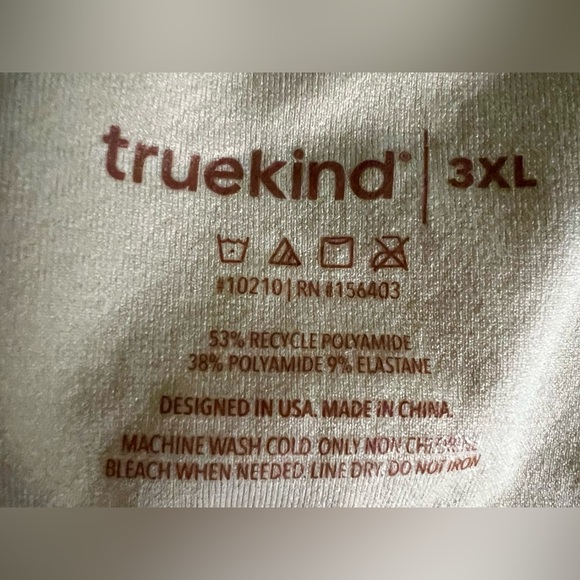 truekind® | 3XL
#10210 | RN #156403
53% RECYCLE POLYAMIDE
38% POLYAMIDE 9% ELASTANE
DESIGNED IN USA. MADE IN CHINA.
MACHINE WASH COLD. ONLY NON CHLORINE
BLEACH WHEN NEEDED. LINE DRY. DO NOT IRON